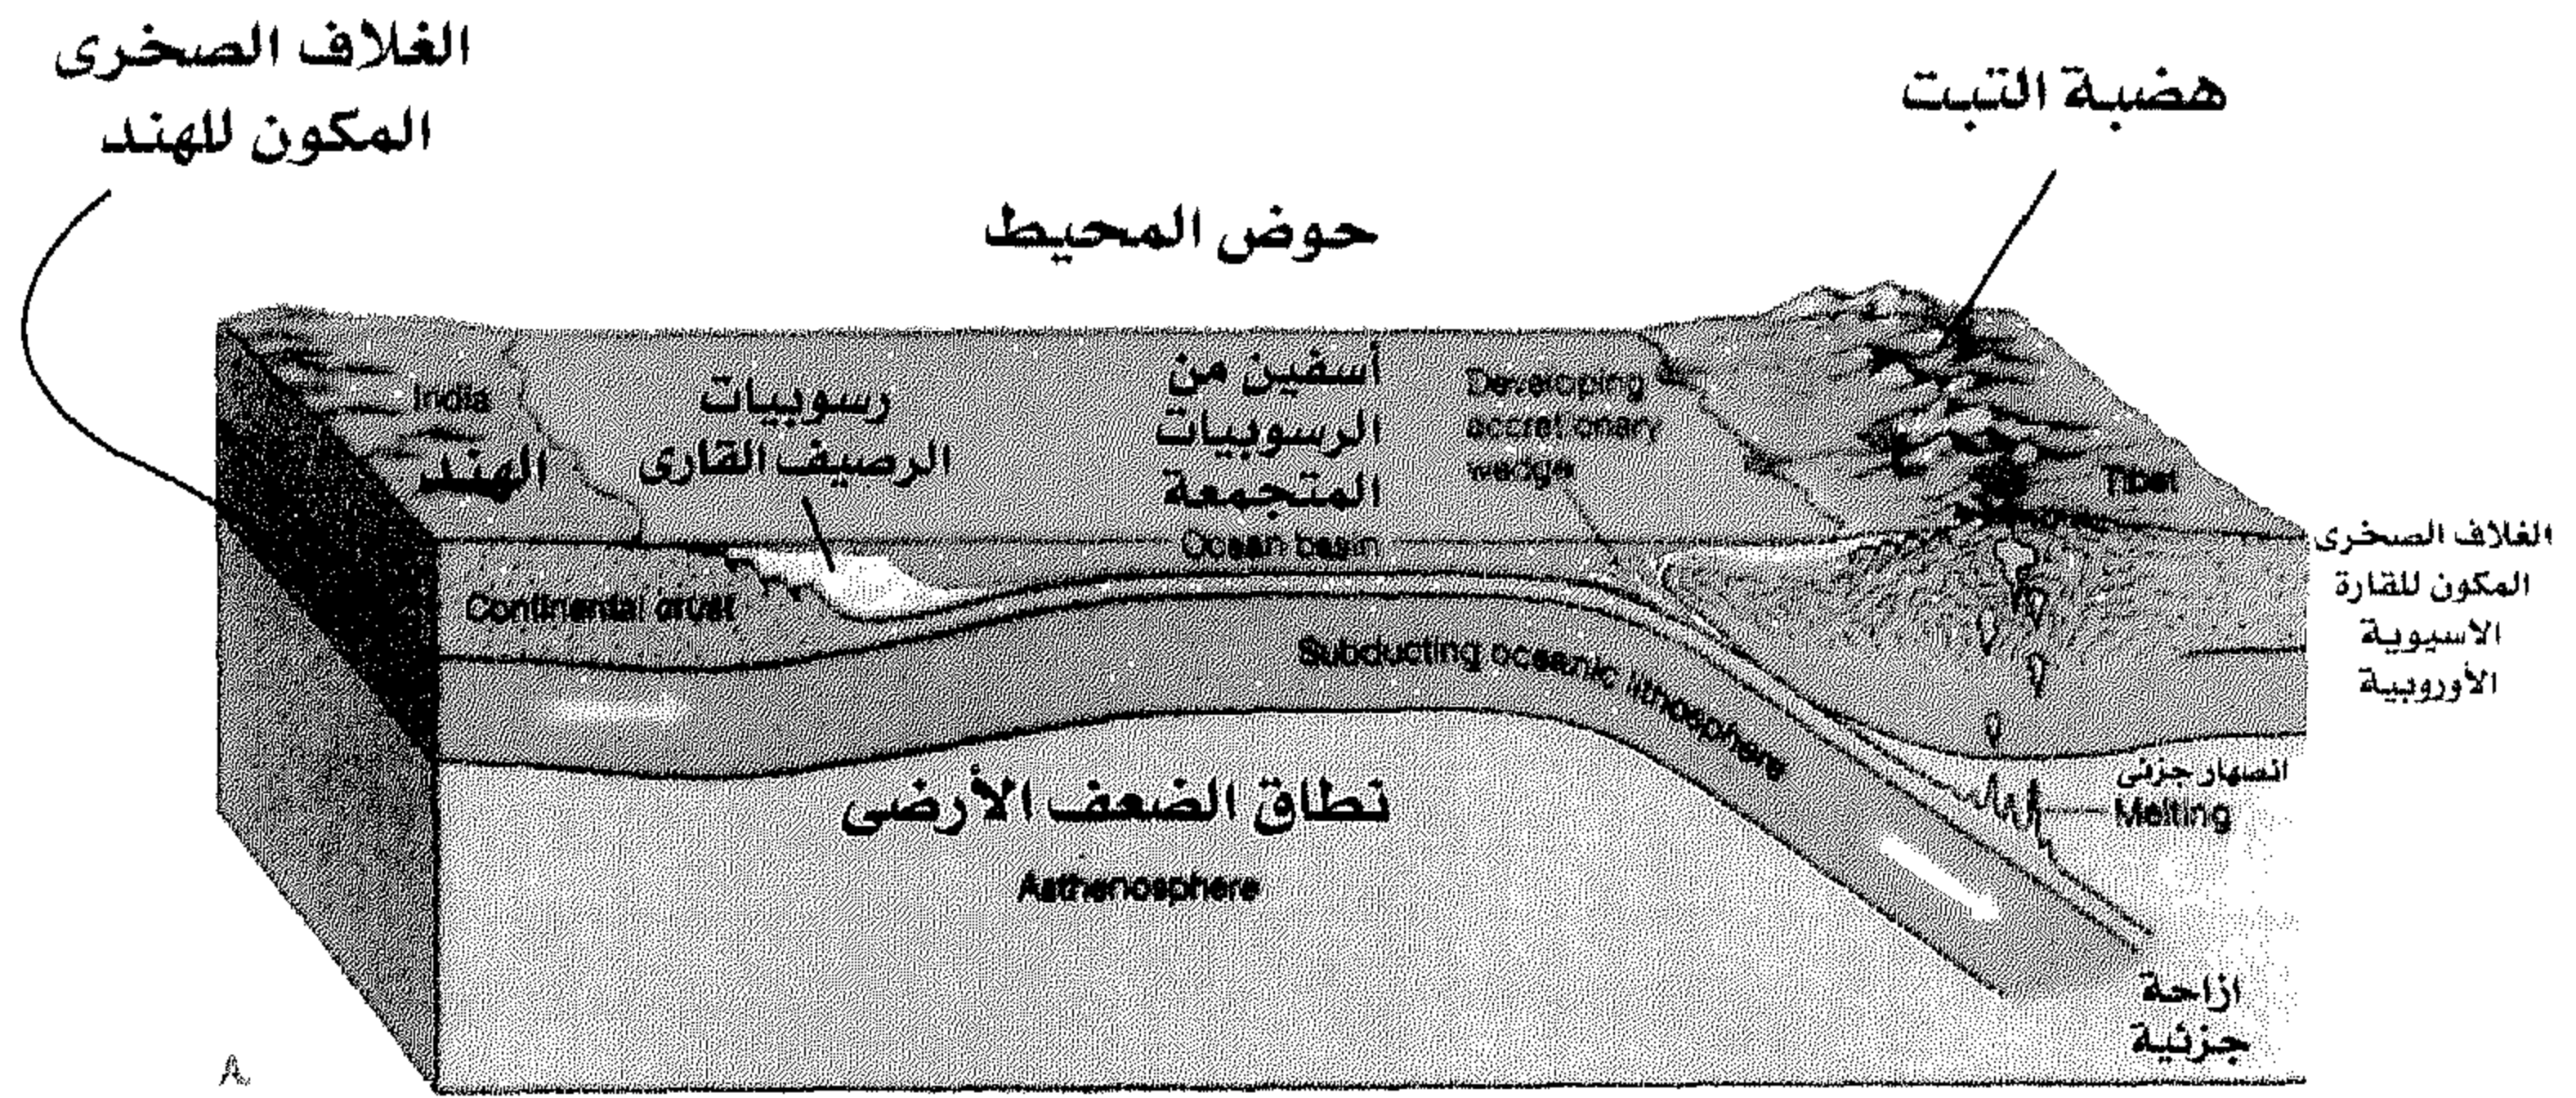 الغلاف الصخرى
المكون للهند
هضبة التبت
حوض المحيط
India
الهند
رسوبيات
الرصيف القارى
أسفين من
الرسوبيات
المتجمعة
Developing
accretionary
wedge
Ocean basin
Tibet
الغلاف الصخرى
المكون للقارة
الاسيوية
الأوروبية
Continental crust
Subducting oceanic lithosphere
نطاق الضعف الأرضى
Asthenosphere
انصهار جزئى
Melting
ازاحة
جزئية
A.